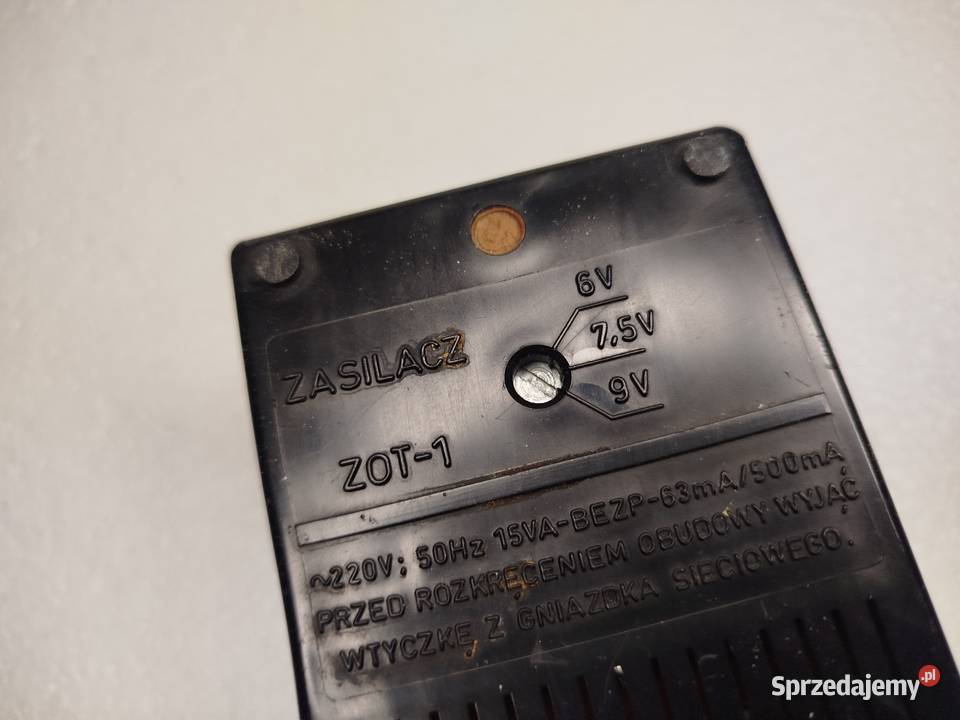 6V
7,5V
9V
ZASILACZ
ZOT-1
~220V; 50Hz 15VA-BEZP-63mA/500mA
PRZED ROZKRĘCENIEM OBUDOWY WYJĄĆ
WTYCZKĘ Z GNIAZDKA SIECIOWEGO.
Sprzedajemy.pl